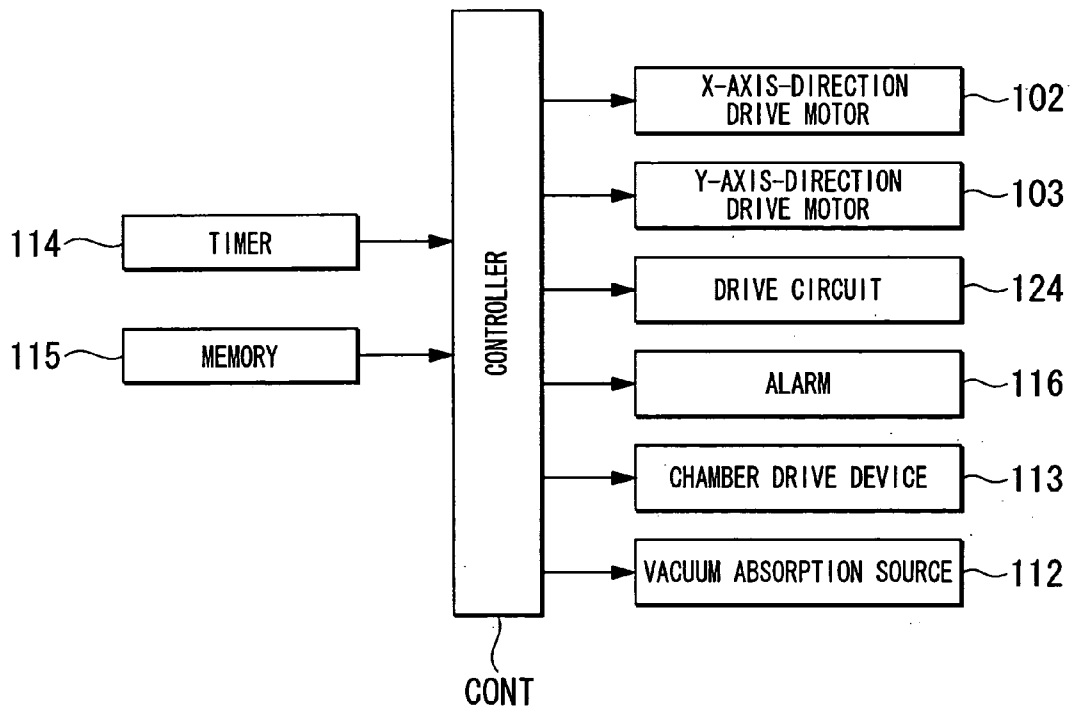 X-AXIS-DIRECTION
DRIVE MOTOR
102
Y-AXIS-DIRECTION
DRIVE MOTOR
103
114
TIMER
DRIVE CIRCUIT
124
115
MEMORY
CONTROLLER
ALARM
116
CHAMBER DRIVE DEVICE
113
VACUUM ABSORPTION SOURCE
112
CONT